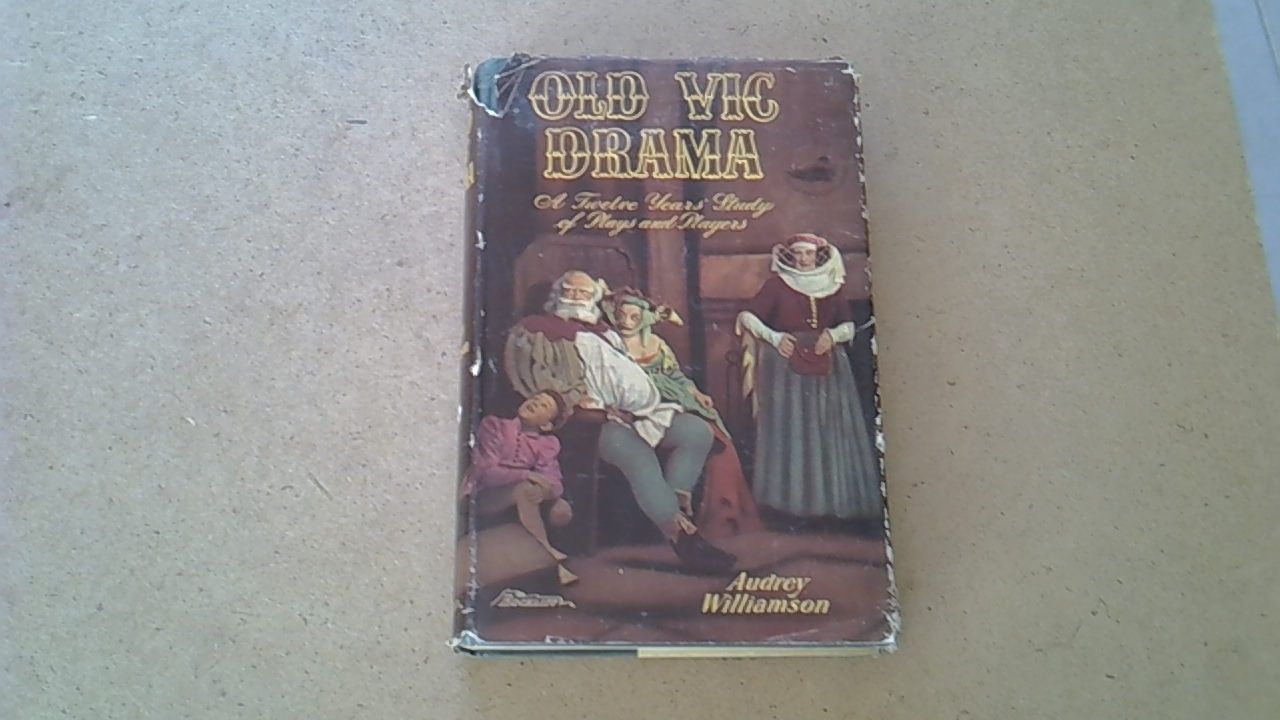 OLD VIC
DRAMA
A Twelve Years' Study
of Plays and Players
Audrey
Williamson